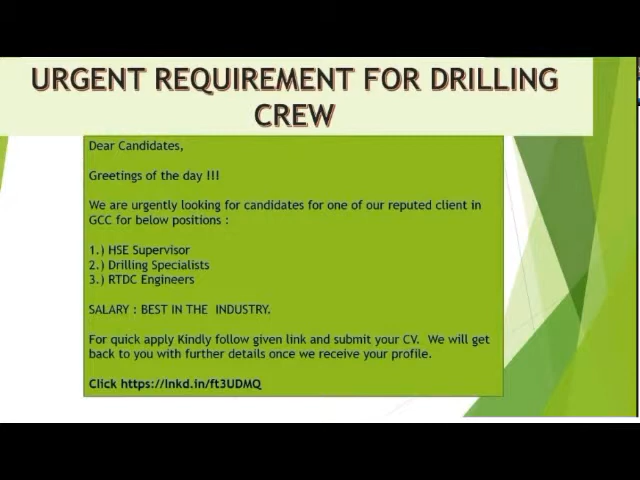 URGENT REQUIREMENT FOR DRILLING
CREW
Dear Candidates,
Greetings of the day !!!
We are urgently looking for candidates for one of our reputed client in
GCC for below positions :
1.) HSE Supervisor
2.) Drilling Specialists
3.) RTDC Engineers
SALARY : BEST IN THE INDUSTRY.
For quick apply Kindly follow given link and submit your CV. We will get
back to you with further details once we receive your profile.
Click https://lnkd.in/ft3UDMQ